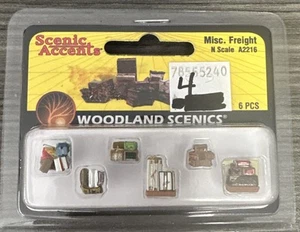 Scenic Accents®
Misc. Freight
N Scale A2216
78565240
4
6 PCS
WOODLAND SCENICS®